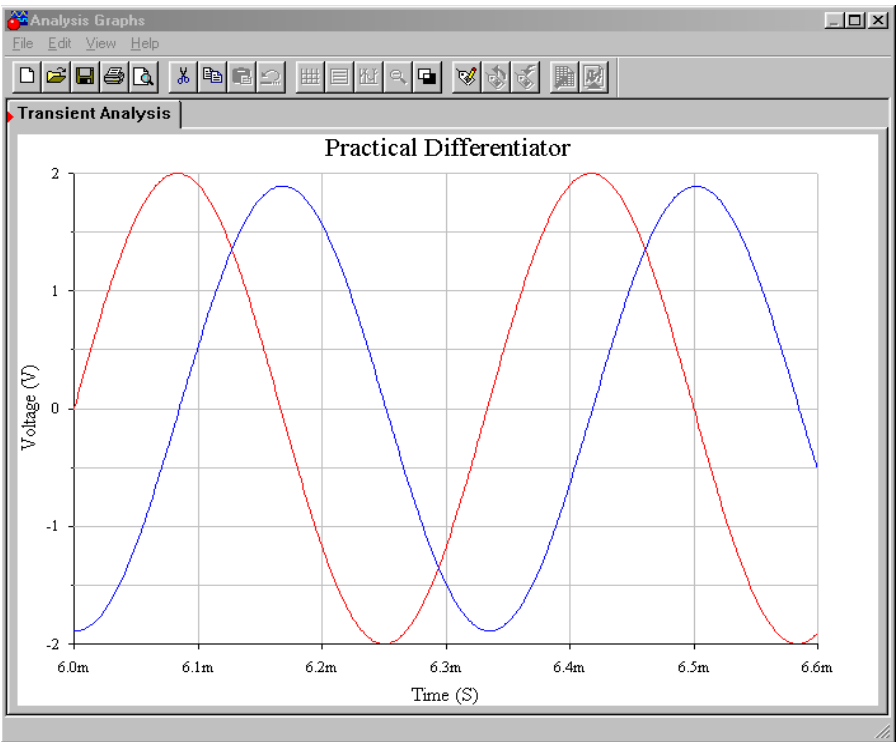 Analysis Graphs
File Edit View Help
Transient Analysis
Practical Differentiator
2
1
0
-1
-2
Voltage (V)
6.0m 6.1m 6.2m 6.3m 6.4m 6.5m 6.6m
Time (S)